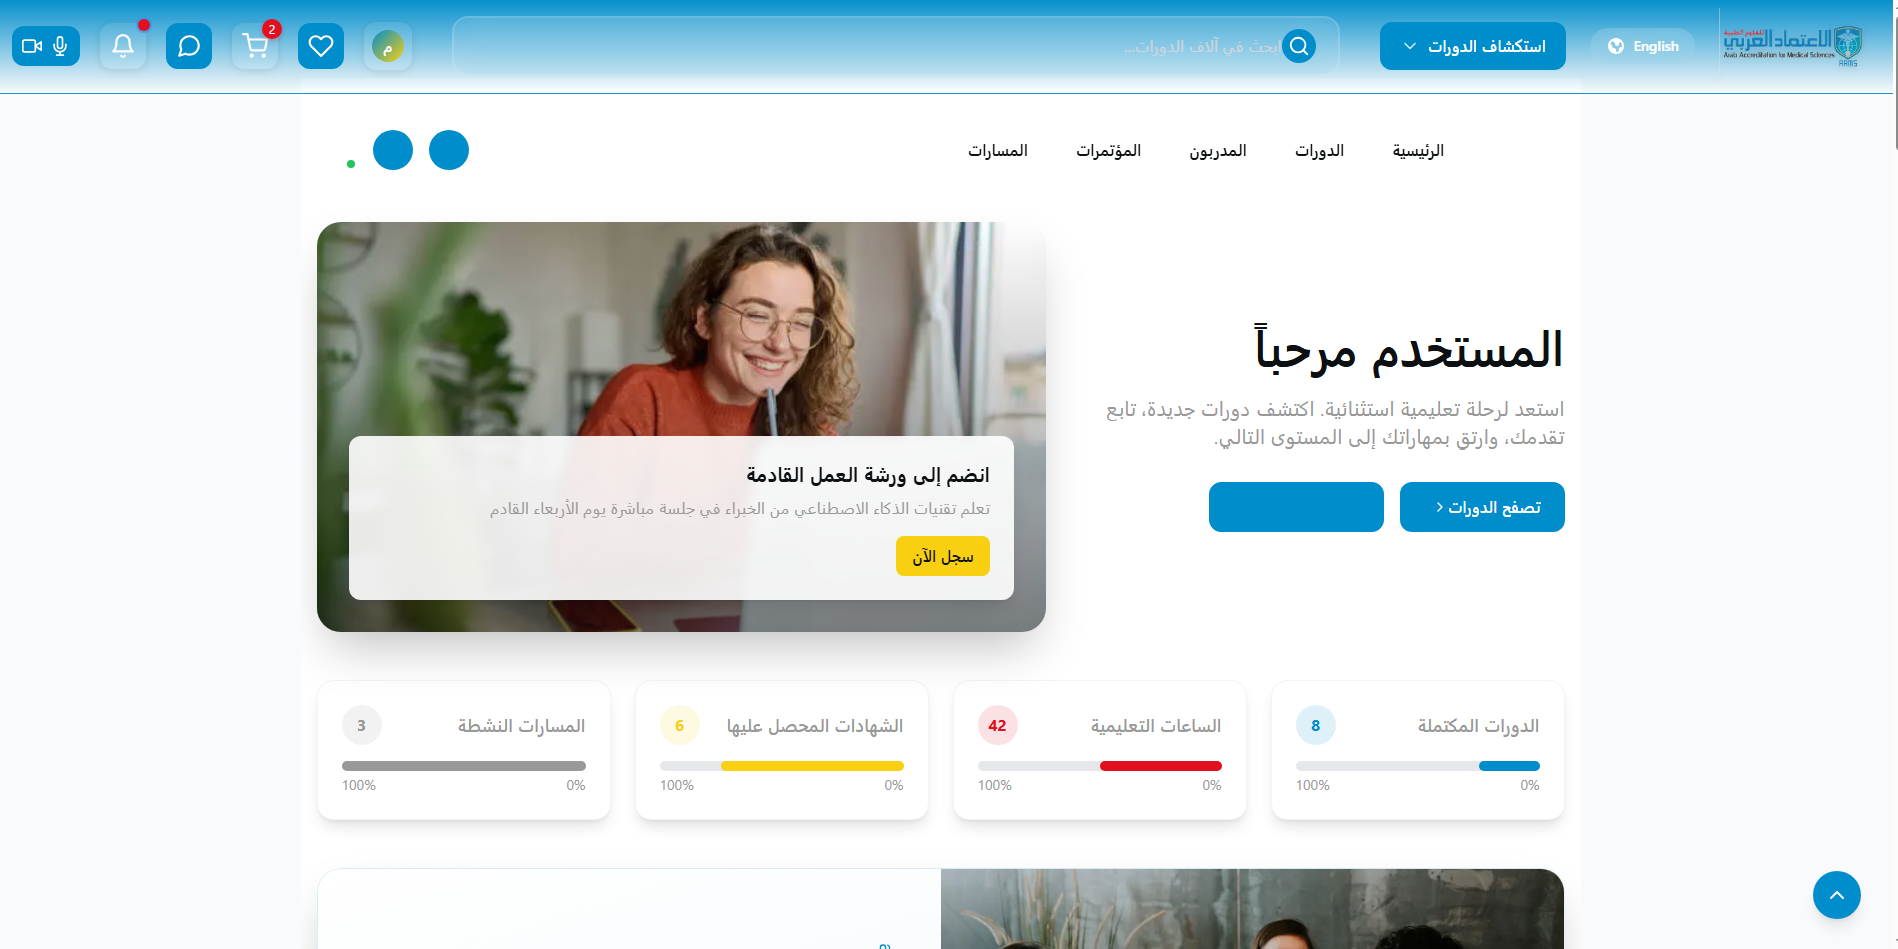 للعلوم الطبية
الاعتماد العربي
Arab Accreditation for Medical Sciences
AAMS
English
استكشاف الدورات
ابحث في آلاف الدورات...
م
2
الرئيسية
الدورات
المدربون
المؤتمرات
المسارات
المستخدم مرحباً
استعد لرحلة تعليمية استثنائية. اكتشف دورات جديدة، تابع
تقدمك، وارتقِ بمهاراتك إلى المستوى التالي.
تصفح الدورات
انضم إلى ورشة العمل القادمة
تعلم تقنيات الذكاء الاصطناعي من الخبراء في جلسة مباشرة يوم الأربعاء القادم
سجل الآن
الدورات المكتملة
8
0%
100%
الساعات التعليمية
42
0%
100%
الشهادات المحصل عليها
6
0%
100%
المسارات النشطة
3
0%
100%